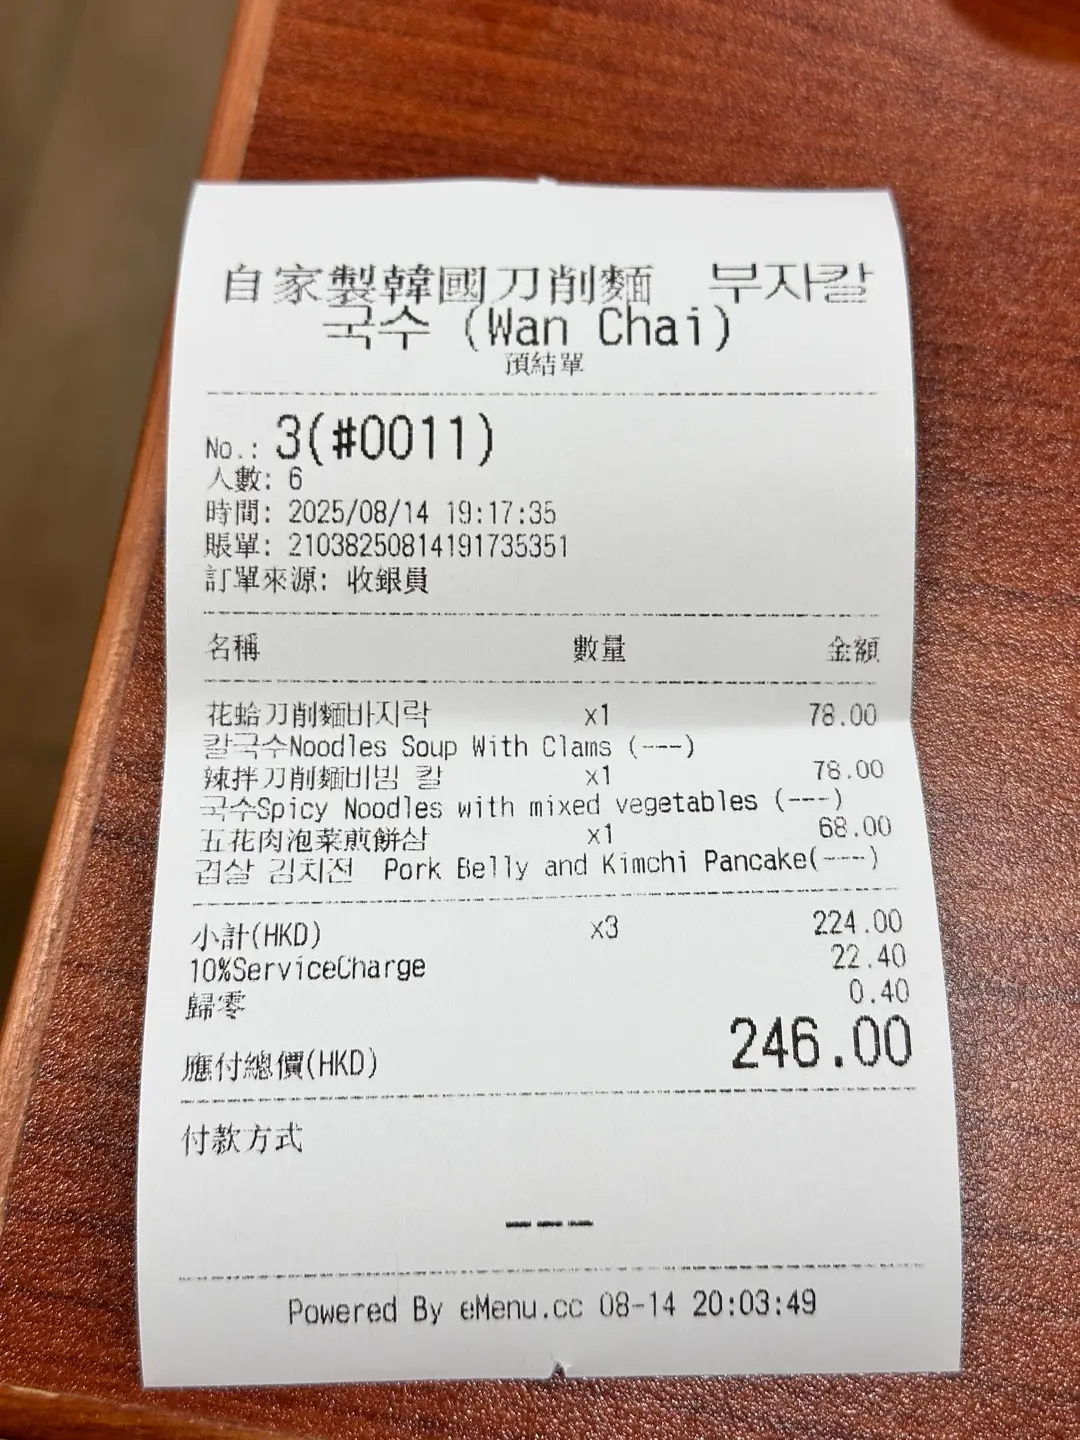 自家製韓國刀削麵 부자칼
국수 (Wan Chai)
預結單
No.: 3(#0011)
人數: 6
時間: 2025/08/14 19:17:35
賬單: 21038250814191735351
訂單來源: 收銀員
名稱 數量 金額
花蛤刀削麵바지락 x1 78.00
칼국수Noodles Soup With Clams (---)
辣拌刀削麵비빔 칼 x1 78.00
국수Spicy Noodles with mixed vegetables (---)
五花肉泡菜煎餅삼 x1 68.00
겹살 김치전 Pork Belly and Kimchi Pancake(---)
小計(HKD) x3 224.00
10%ServiceCharge 22.40
歸零 0.40
應付總價(HKD) 246.00
付款方式
---
Powered By eMenu.cc 08-14 20:03:49